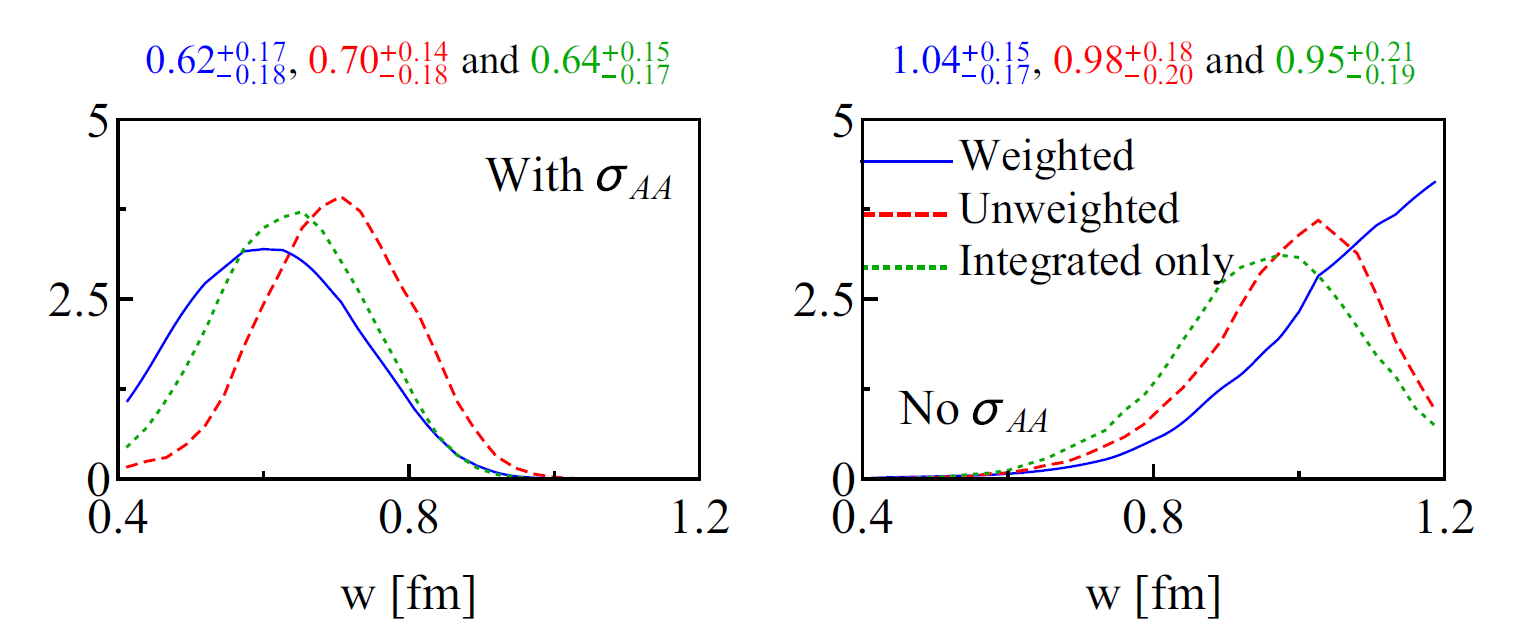 0.62+0.17−0.18, 0.70+0.14−0.18 and 0.64+0.15−0.17
5
2.5
0
With σAA
0.4 0.8 1.2
w [fm]
1.04+0.15−0.17, 0.98+0.18−0.20 and 0.95+0.21−0.19
5
2.5
0
Weighted
Unweighted
Integrated only
No σAA
0.4 0.8 1.2
w [fm]